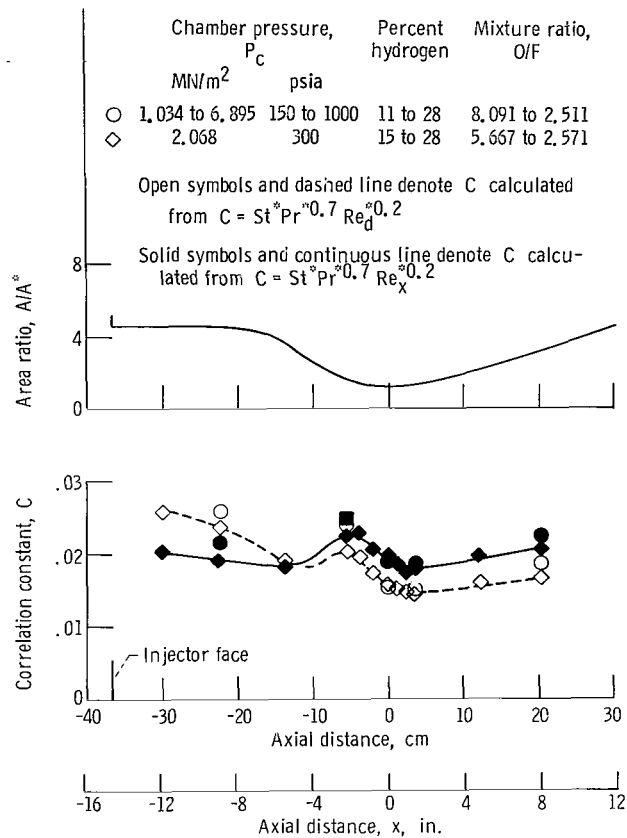 Chamber pressure, Percent Mixture ratio,
P_c hydrogen O/F
MN/m² psia
○ 1.034 to 6.895 150 to 1000 11 to 28 8.091 to 2.511
◇ 2.068 300 15 to 28 5.667 to 2.571
Open symbols and dashed line denote C calculated
from C = St*Pr*0.7 Re*d0.2
Solid symbols and continuous line denote C calcu-
lated from C = St*Pr*0.7 Re*x0.2
Area ratio, A/A*
8
4
0
Correlation constant, C
.03
.02
.01
0
Injector face
-40 -30 -20 -10 0 10 20 30
Axial distance, cm
-16 -12 -8 -4 0 4 8 12
Axial distance, x, in.